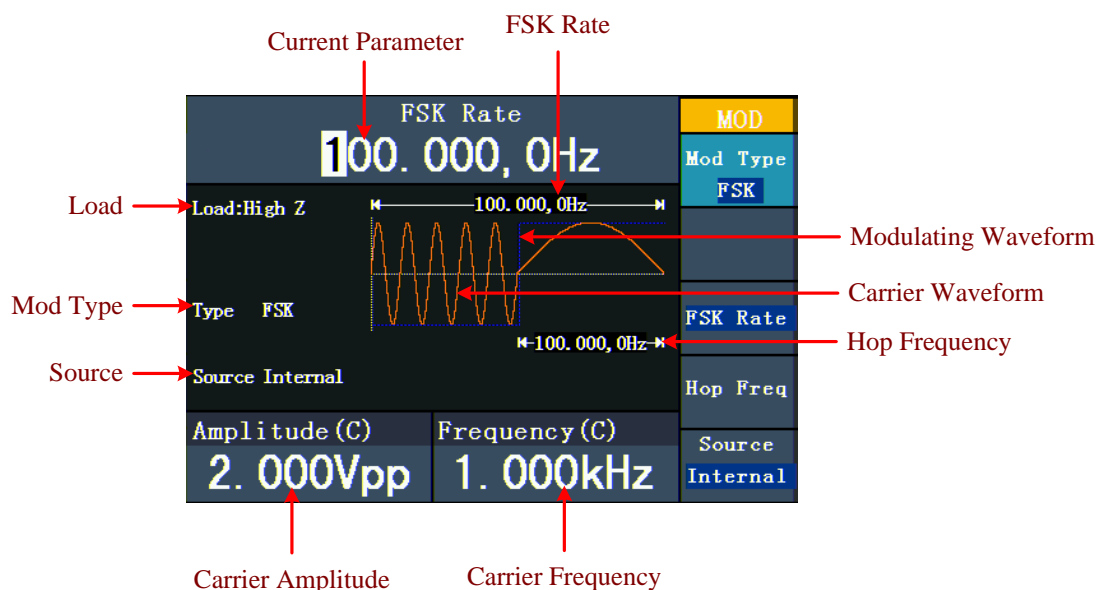 FSK Rate
Current Parameter
FSK Rate
100.000,0Hz
MOD
Mod Type
FSK
Load
Load:High Z
100.000,0Hz
Modulating Waveform
Carrier Waveform
Mod Type
Type FSK
FSK Rate
100.000,0Hz
Hop Frequency
Source
Source Internal
Hop Freq
Amplitude(C)
Frequency(C)
2.000Vpp
1.000kHz
Source
Internal
Carrier Amplitude
Carrier Frequency